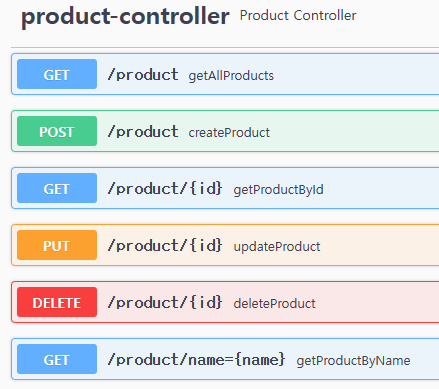 product-controller Product Controller
GET /product getAllProducts
POST /product createProduct
GET /product/{id} getProductById
PUT /product/{id} updateProduct
DELETE /product/{id} deleteProduct
GET /product/name={name} getProductByName